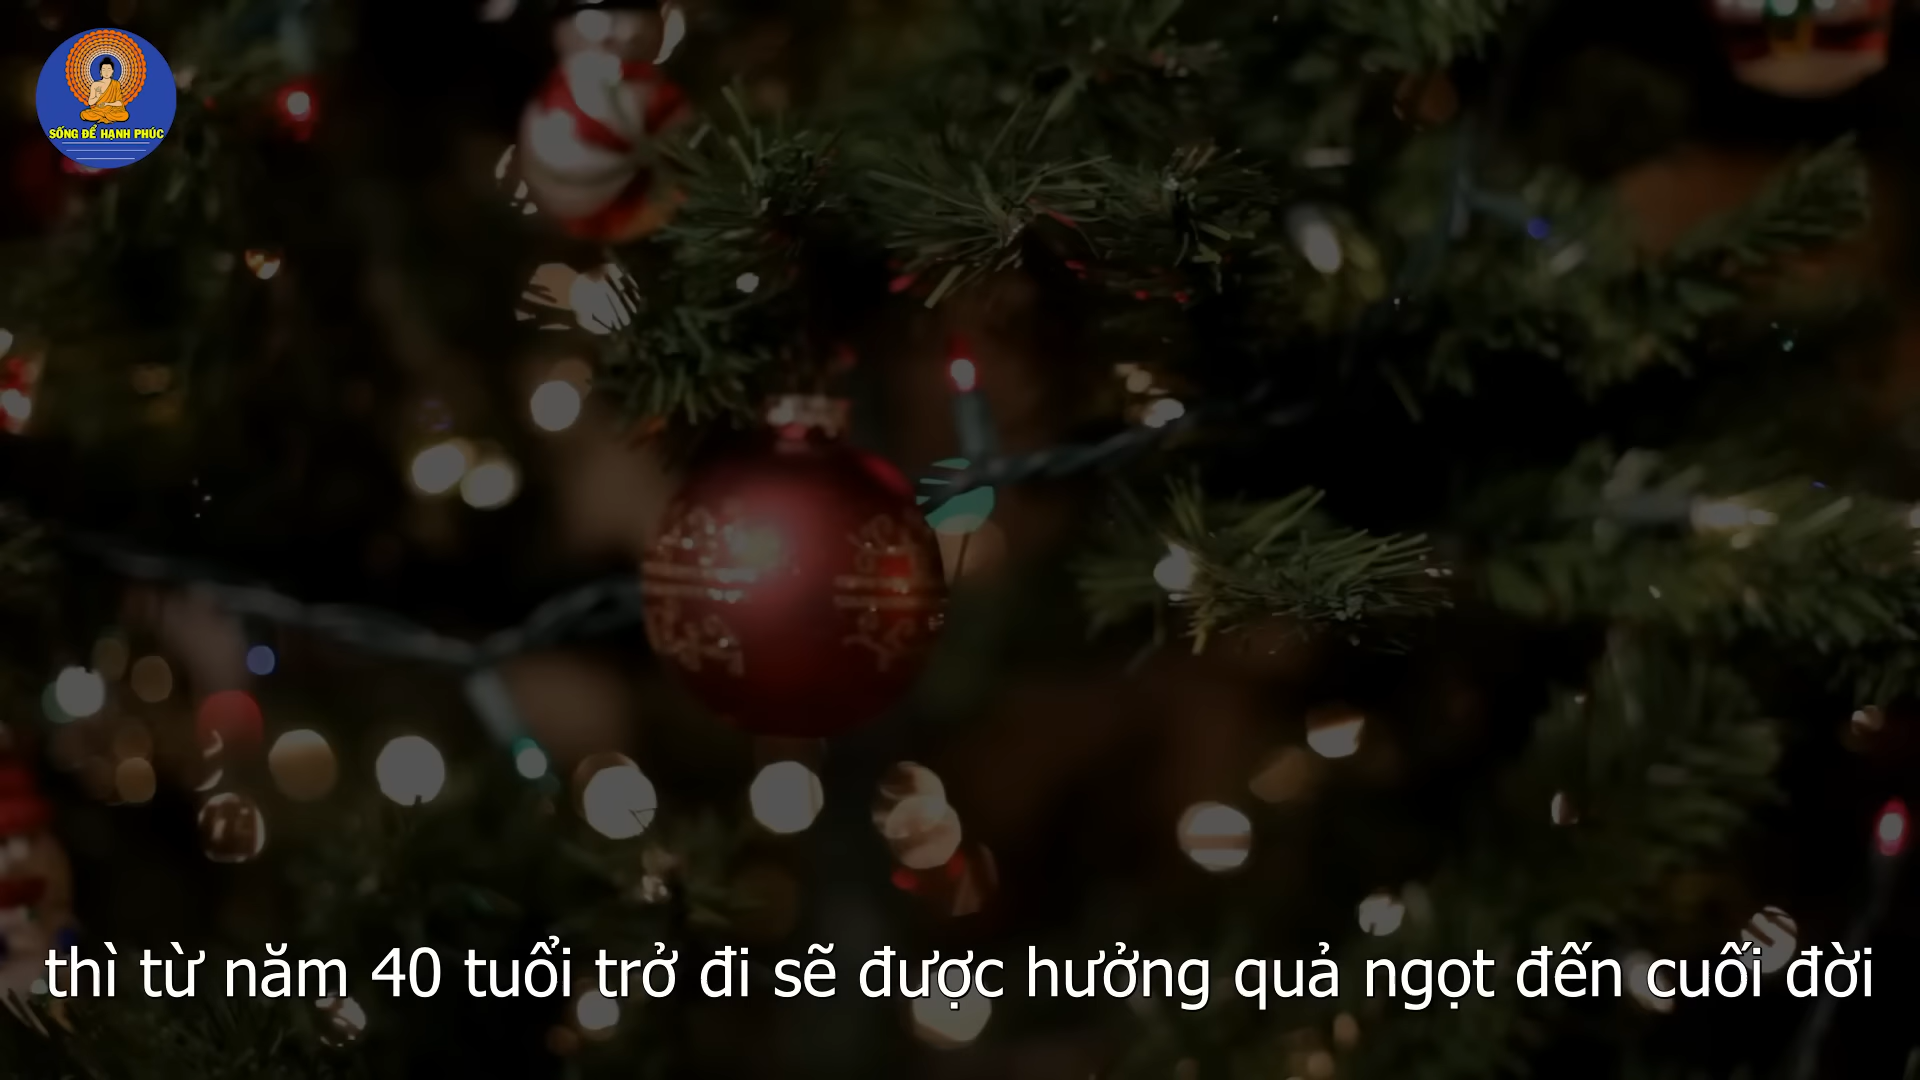 SỐNG ĐỂ HẠNH PHÚC
thì từ năm 40 tuổi trở đi sẽ được hưởng quả ngọt đến cuối đời